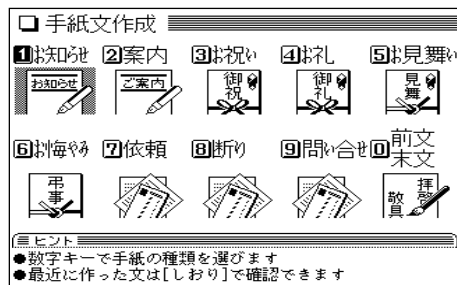 □ 手紙文作成
1お知らせ 2案内 3お祝い 4お礼 5お見舞い
お知らせ ご案内 御祝 御礼 見舞
6お悔やみ 7依頼 8断り 9問い合せ 0前文末文
弔事 拝啓 敬具
ヒント
●数字キーで手紙の種類を選びます
●最近に作った文は[しおり]で確認できます